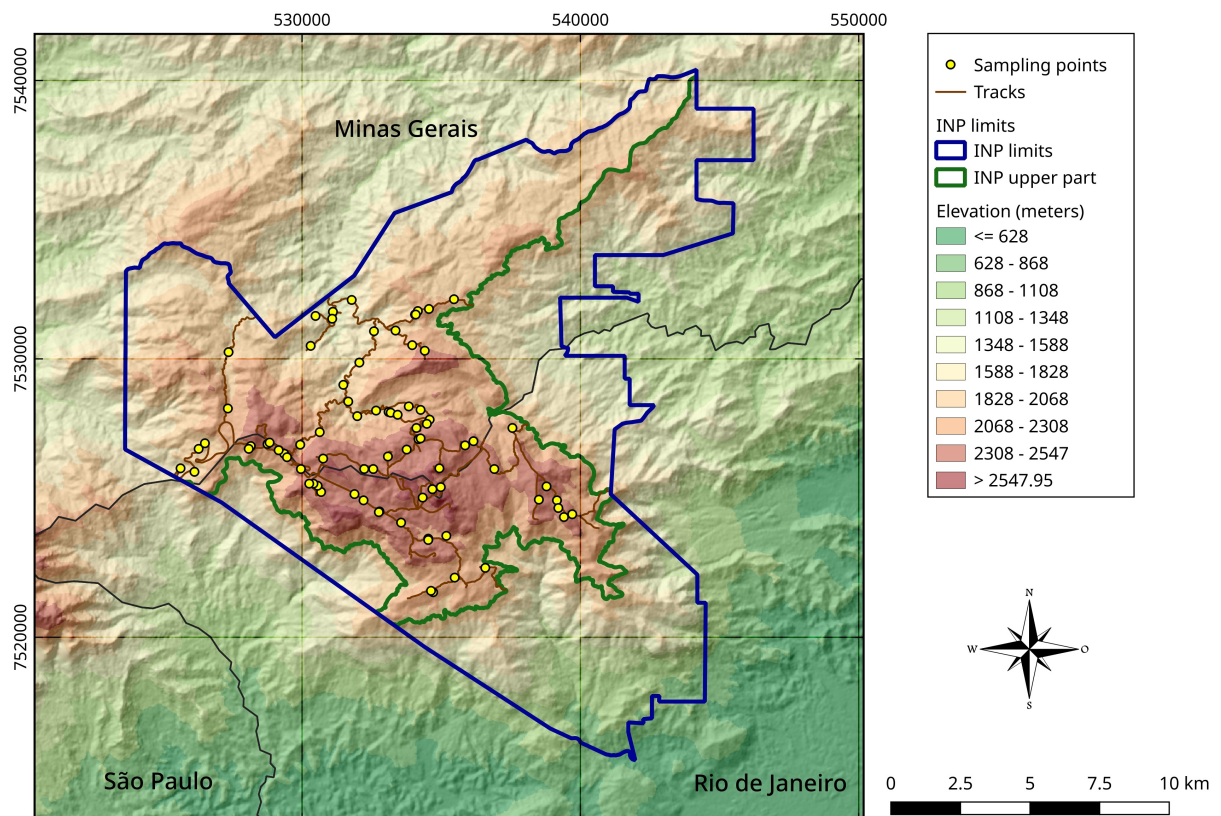 530000
540000
550000
7540000
7530000
7520000
Minas Gerais
São Paulo
Rio de Janeiro
Sampling points
Tracks
INP limits
INP limits
INP upper part
Elevation (meters)
<= 628
628 - 868
868 - 1108
1108 - 1348
1348 - 1588
1588 - 1828
1828 - 2068
2068 - 2308
2308 - 2547
> 2547.95
N
W
O
S
0 2.5 5 7.5 10 km